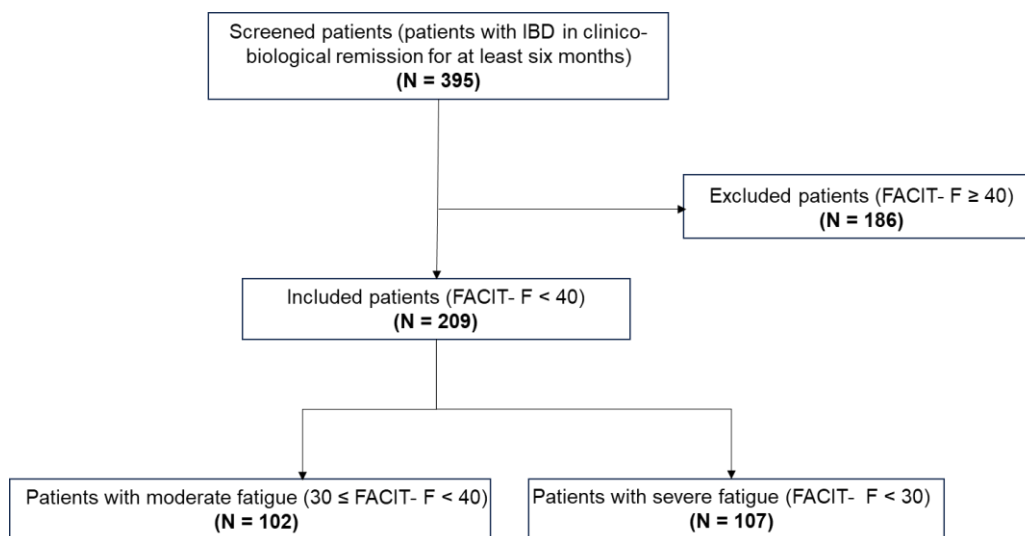 Screened patients (patients with IBD in clinico-
biological remission for at least six months)
(N = 395)
Excluded patients (FACIT- F ≥ 40)
(N = 186)
Included patients (FACIT- F < 40)
(N = 209)
Patients with moderate fatigue (30 ≤ FACIT- F < 40)
(N = 102)
Patients with severe fatigue (FACIT- F < 30)
(N = 107)